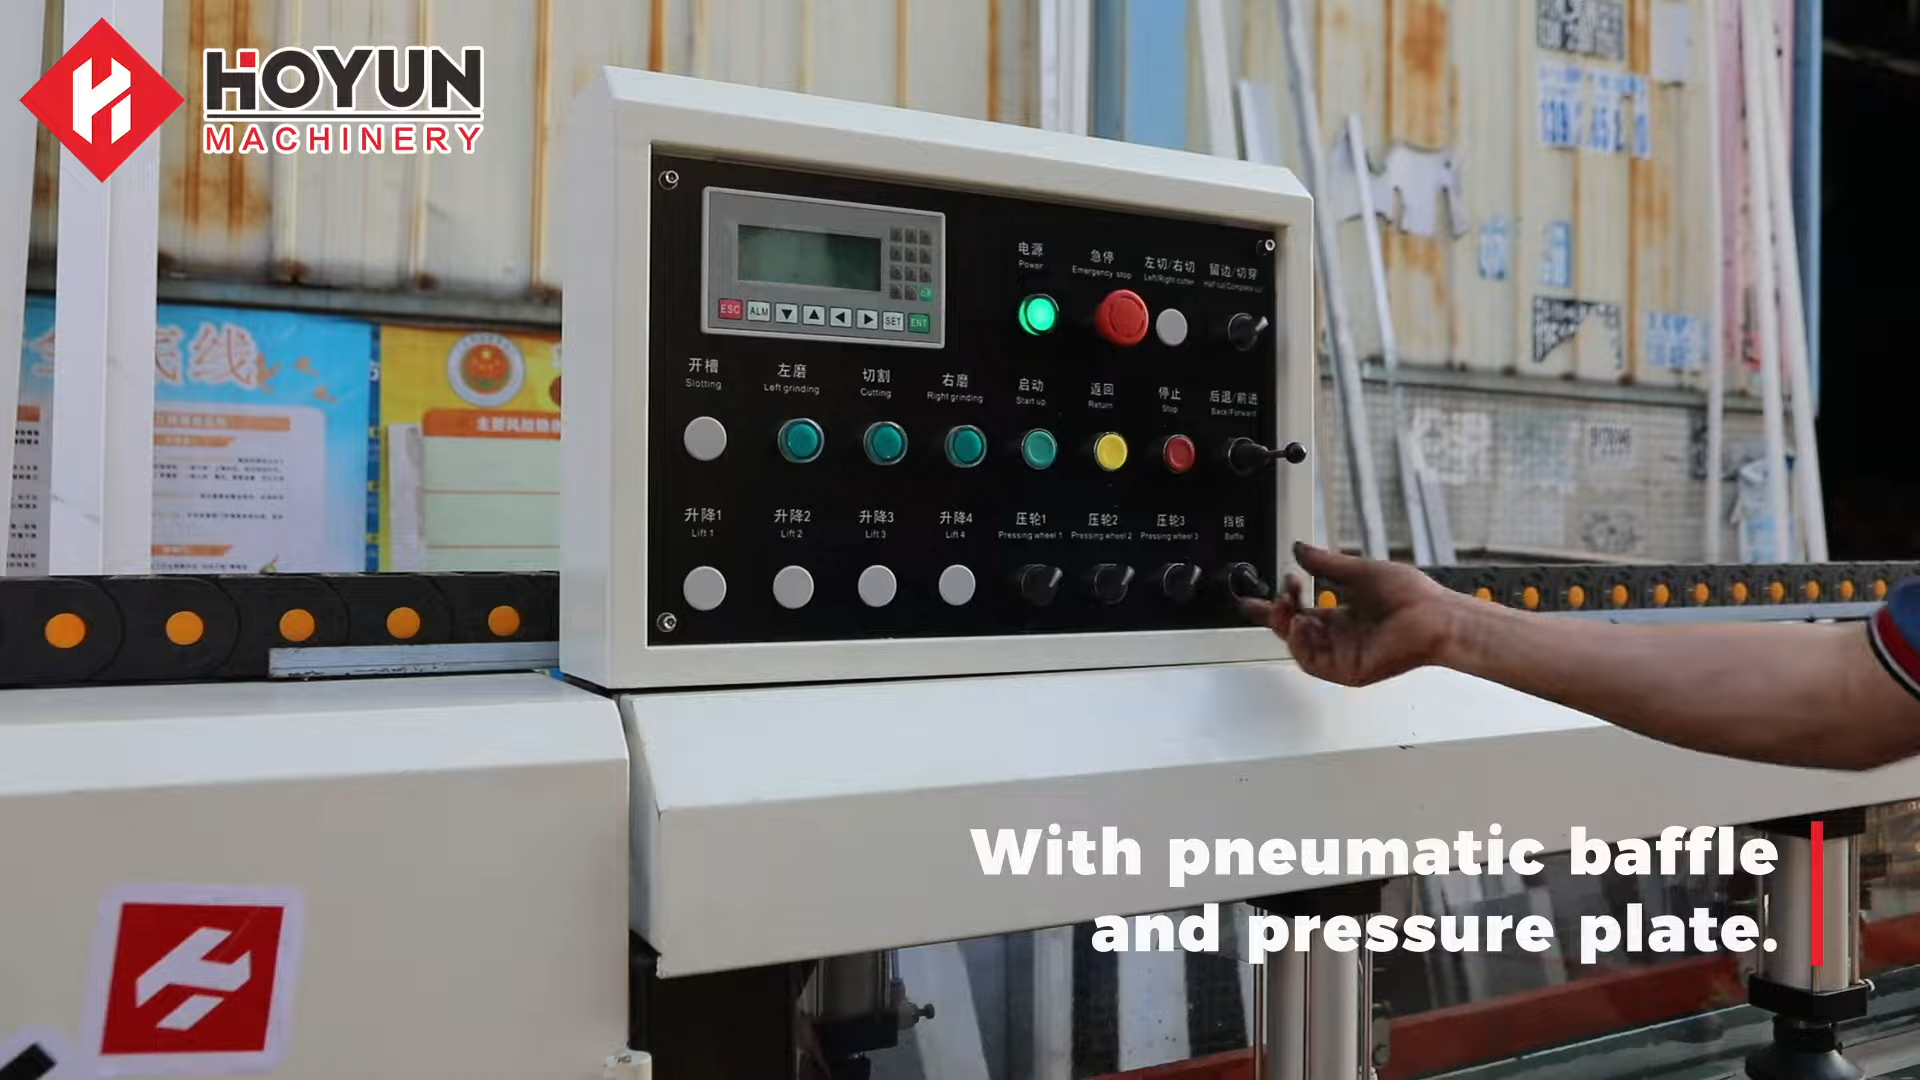 HOYUN
MACHINERY
电源
Power
急停
Emergency stop
左切/右切
Left/Right cutter
留边/切穿
Half cut/Complete cut
ESC
ALM
SET
ENT
开槽
Slotting
左磨
Left grinding
切割
Cutting
右磨
Right grinding
启动
Start up
返回
Return
停止
Stop
后退/前进
Back/Forward
升降1
Lift 1
升降2
Lift 2
升降3
Lift 3
升降4
Lift 4
压轮1
Pressing wheel 1
压轮2
Pressing wheel 2
压轮3
Pressing wheel 3
挡板
Baffle
With pneumatic baffle
and pressure plate.